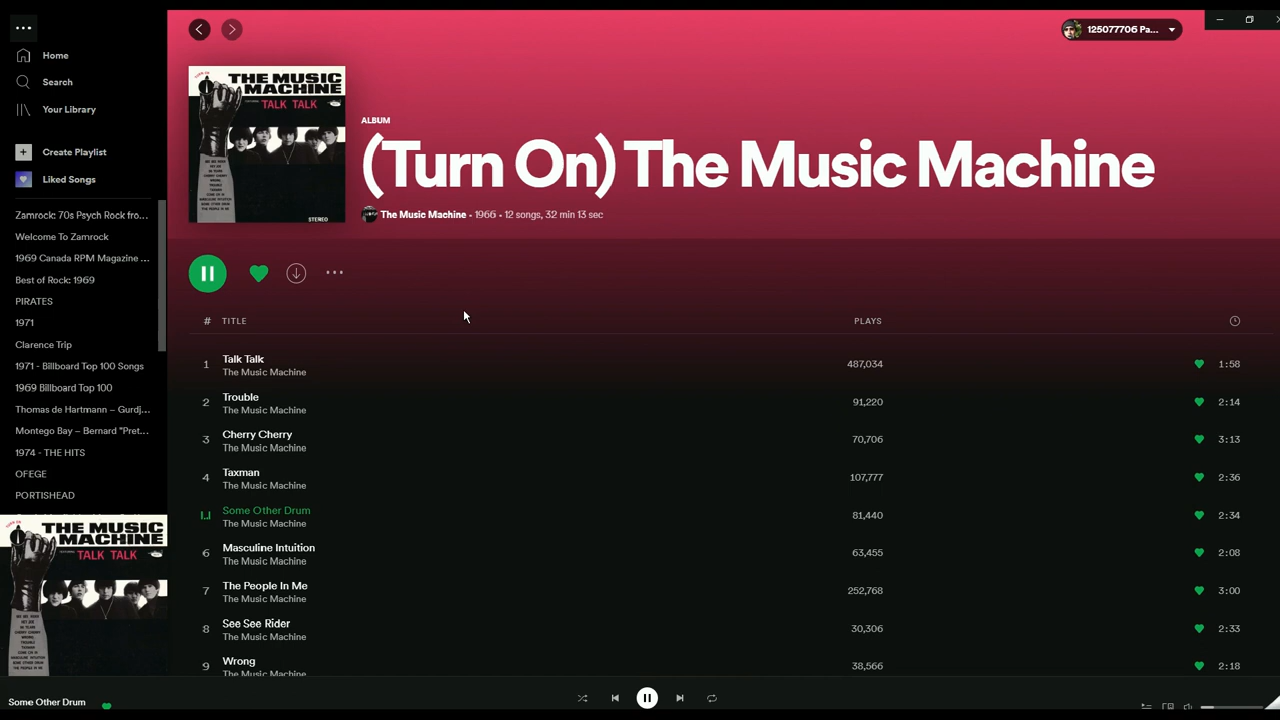 Home
Search
Your Library
Create Playlist
Liked Songs
Zamrock: 70s Psych Rock fro...
Welcome To Zamrock
1969 Canada RPM Magazine ...
Best of Rock: 1969
PIRATES
1971
Clarence Trip
1971 - Billboard Top 100 Songs
1969 Billboard Top 100
Thomas de Hartmann – Gurdj...
Montego Bay – Bernard "Pret...
1974 - THE HITS
OFEGE
PORTISHEAD
THE MUSIC
MACHINE
TALK TALK
Some Other Drum
125077706 Pa...
TURN ON
THE MUSIC
MACHINE
TALK TALK
STEREO
ALBUM
(Turn On) The Music Machine
The Music Machine • 1966 • 12 songs, 32 min 13 sec
# TITLE PLAYS
1 Talk Talk 487,034 1:58
The Music Machine
2 Trouble 91,220 2:14
The Music Machine
3 Cherry Cherry 70,706 3:13
The Music Machine
4 Taxman 107,777 2:36
The Music Machine
Some Other Drum 81,440 2:34
The Music Machine
6 Masculine Intuition 63,455 2:08
The Music Machine
7 The People In Me 252,768 3:00
The Music Machine
8 See See Rider 30,306 2:33
The Music Machine
9 Wrong 38,566 2:18
The Music Machine